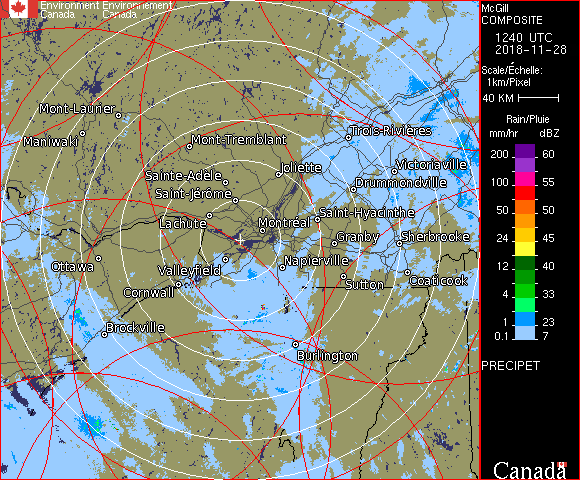 Environment Environnement
Canada Canada
McGill
COMPOSITE
1240 UTC
2018-11-28
Scale/Échelle:
1km/Pixel
40 KM
Rain/Pluie
mm/hr dBZ
200 60
100 55
50 50
24 45
12 40
4 33
1 23
0.1 7
PRECIPET
Canada
Mont-Laurier
Maniwaki
Mont-Tremblant
Trois-Rivières
Joliette
Victoriaville
Sainte-Adèle
Drummondville
Saint-Jérôme
Lachute
Saint-Hyacinthe
Montréal
Granby
Sherbrooke
Ottawa
Valleyfield
Napierville
Sutton
Coaticook
Cornwall
Brockville
Burlington